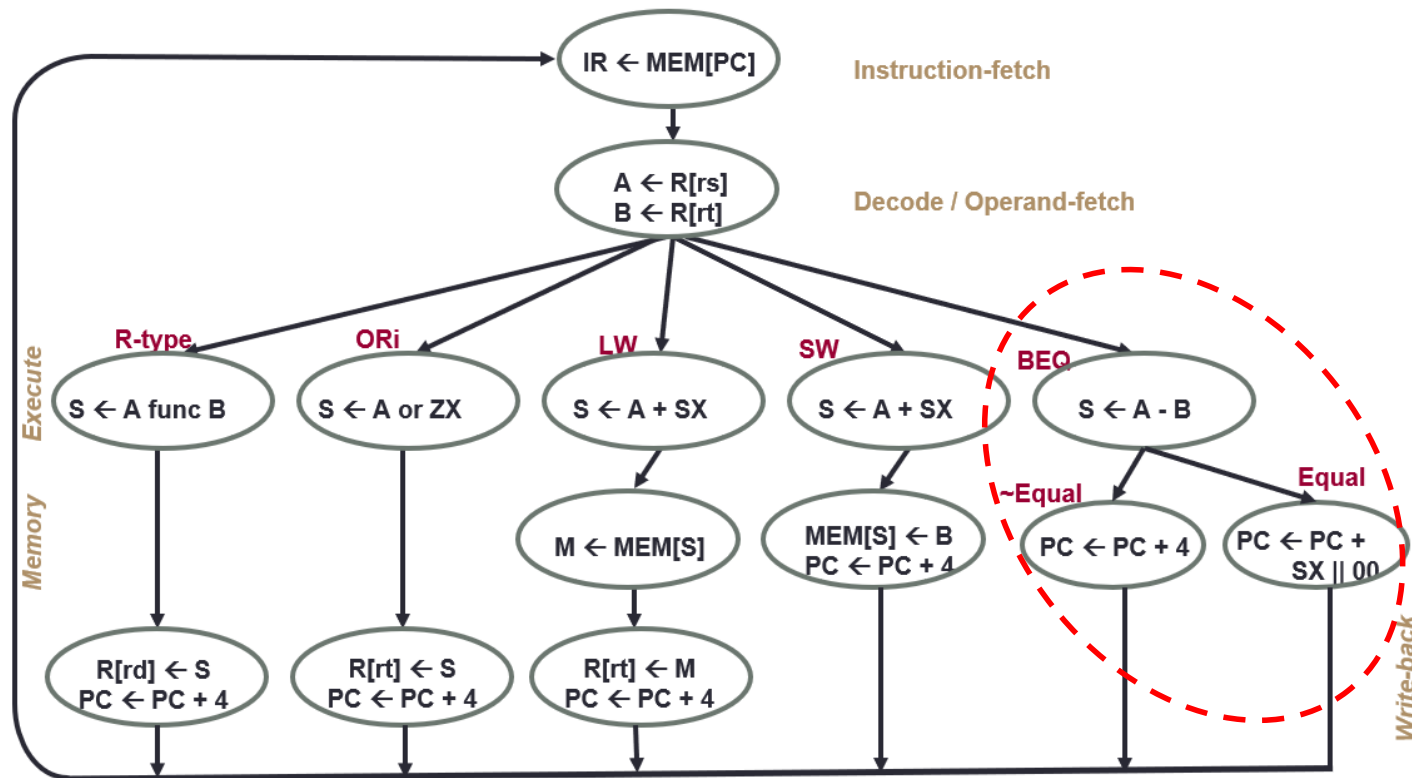 IR ← MEM[PC]
Instruction-fetch
A ← R[rs]
B ← R[rt]
Decode / Operand-fetch
Execute
R-type
S ← A func B
ORi
S ← A or ZX
LW
S ← A + SX
SW
S ← A + SX
BEQ
S ← A - B
~Equal
Equal
Memory
M ← MEM[S]
MEM[S] ← B
PC ← PC + 4
PC ← PC + 4
PC ← PC +
SX || 00
R[rd] ← S
PC ← PC + 4
R[rt] ← S
PC ← PC + 4
R[rt] ← M
PC ← PC + 4
Write-back